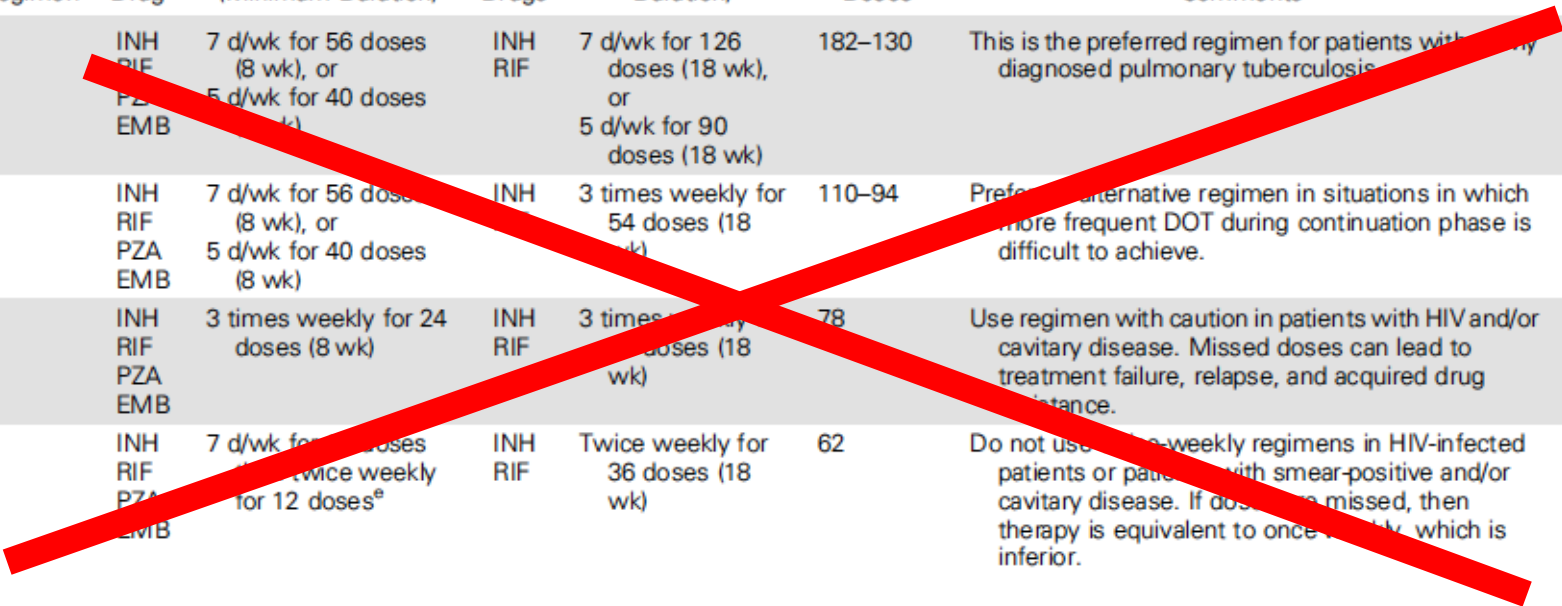 INH 7 d/wk for 56 doses INH 7 d/wk for 126 182–130 This is the preferred regimen for patients with
(8 wk), or RIF doses (18 wk), diagnosed pulmonary tuberculosis
d/wk for 40 doses or
EMB 5 d/wk for 90
doses (18 wk)
INH 7 d/wk for 56 INH 3 times weekly for 110–94 alternative regimen in situations in which
RIF (8 wk), or 54 doses (18 more frequent DOT during continuation phase is
PZA 5 d/wk for 40 doses difficult to achieve.
EMB (8 wk)
INH 3 times weekly for 24 INH 3 times 78 Use regimen with caution in patients with HIV and/or
RIF doses (8 wk) RIF doses (18 cavitary disease. Missed doses can lead to
PZA wk) treatment failure, relapse, and acquired drug
EMB
INH 7 d/wk doses INH Twice weekly for 62 Do not use weekly regimens in HIV-infected
RIF twice weekly RIF 36 doses (18 patients or with smear-positive and/or
PZA for 12 dosesᵉ wk) cavitary disease. If missed, then
EMB therapy is equivalent to once which is
inferior.